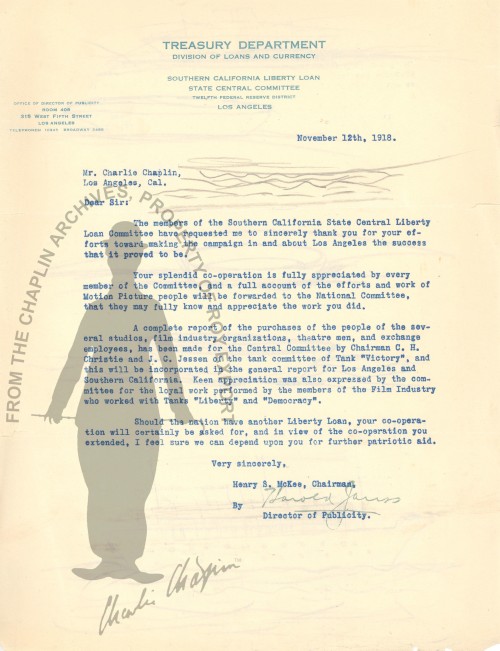 TREASURY DEPARTMENT
DIVISION OF LOANS AND CURRENCY
SOUTHERN CALIFORNIA LIBERTY LOAN
STATE CENTRAL COMMITTEE
TWELFTH FEDERAL RESERVE DISTRICT
LOS ANGELES
OFFICE OF DIRECTOR OF PUBLICITY
ROOM 405
LOS ANGELES
November 12th, 1918.
Mr. Charlie Chaplin,
Los Angeles, Cal.
Dear Sir:
The members of the Southern California State Central Liberty
Loan Committee have requested me to sincerely thank you for your ef-
forts toward making the campaign in and about Los Angeles the success
that it proved to be.
Your splendid co-operation is fully appreciated by every
member of the Committee, and a full account of the efforts and work of
Motion Picture people will be forwarded to the National Committee,
that they may fully know and appreciate the work you did.
A complete report of the purchases of the people of the sev-
eral studios, film industry organizations, theatre men, and exchange
employees, has been made for the Central Committee by Chairman C. H.
Christie and J. G. Jessen of the tank committee of Tank "Victory", and
this will be incorporated in the general report for Los Angeles and
Southern California. Keen appreciation was also expressed by the com-
mittee for the loyal work performed by the members of the Film Industry
who worked with Tanks "Liberty" and "Democracy".
Should the nation have another Liberty Loan, your co-opera-
tion will certainly be asked for, and in view of the co-operation you
extended, I feel sure we can depend upon you for further patriotic aid.
Very sincerely,
Henry S. McKee, Chairman,
By Harold
Director of Publicity.
FROM THE CHAPLIN ARCHIVES, PROPERTY OF ROY EXPORT
Charlie Chaplin